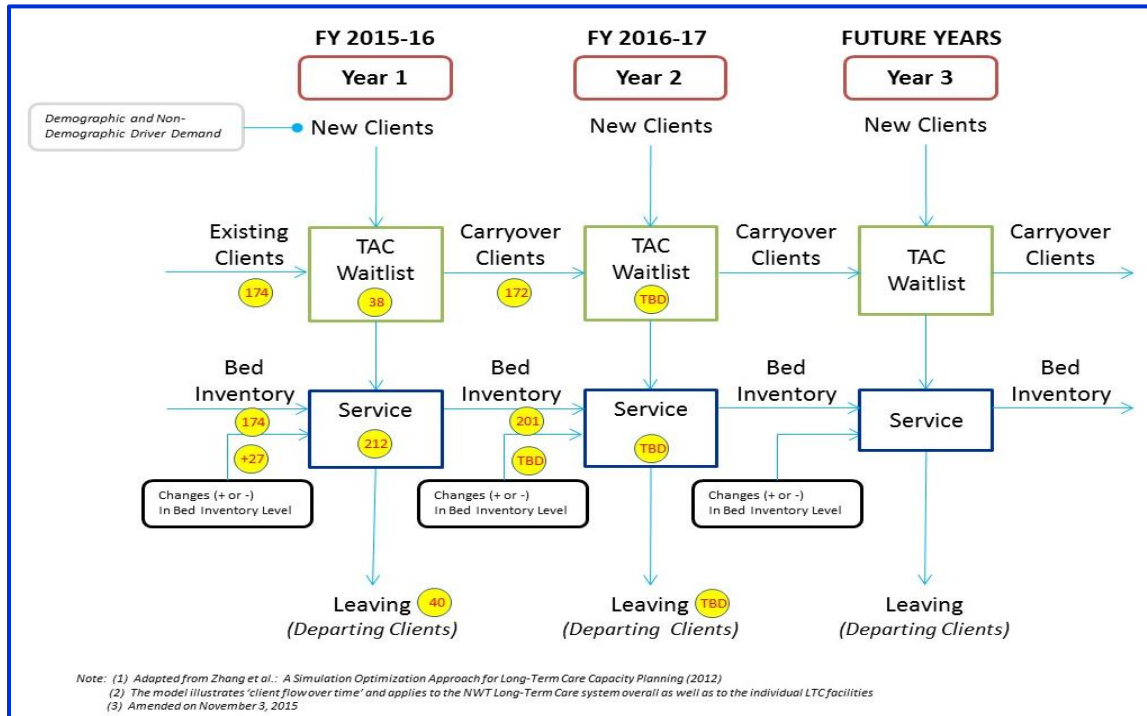 FY 2015-16
FY 2016-17
FUTURE YEARS
Year 1
Year 2
Year 3
Demographic and Non-
Demographic Driver Demand
New Clients
New Clients
New Clients
Existing
Clients
174
TAC
Waitlist
38
Carryover
Clients
172
TAC
Waitlist
TBD
Carryover
Clients
TAC
Waitlist
Carryover
Clients
Bed
Inventory
174
+27
Service
212
Bed
Inventory
201
TBD
Service
TBD
Bed
Inventory
Service
Bed
Inventory
Changes (+ or -)
In Bed Inventory Level
Changes (+ or -)
In Bed Inventory Level
Changes (+ or -)
In Bed Inventory Level
Leaving 40
(Departing Clients)
Leaving TBD
(Departing Clients)
Leaving
(Departing Clients)
Note: (1) Adapted from Zhang et al.: A Simulation Optimization Approach for Long-Term Care Capacity Planning (2012)
(2) The model illustrates 'client flow over time' and applies to the NWT Long-Term Care system overall as well as to the individual LTC facilities
(3) Amended on November 3, 2015